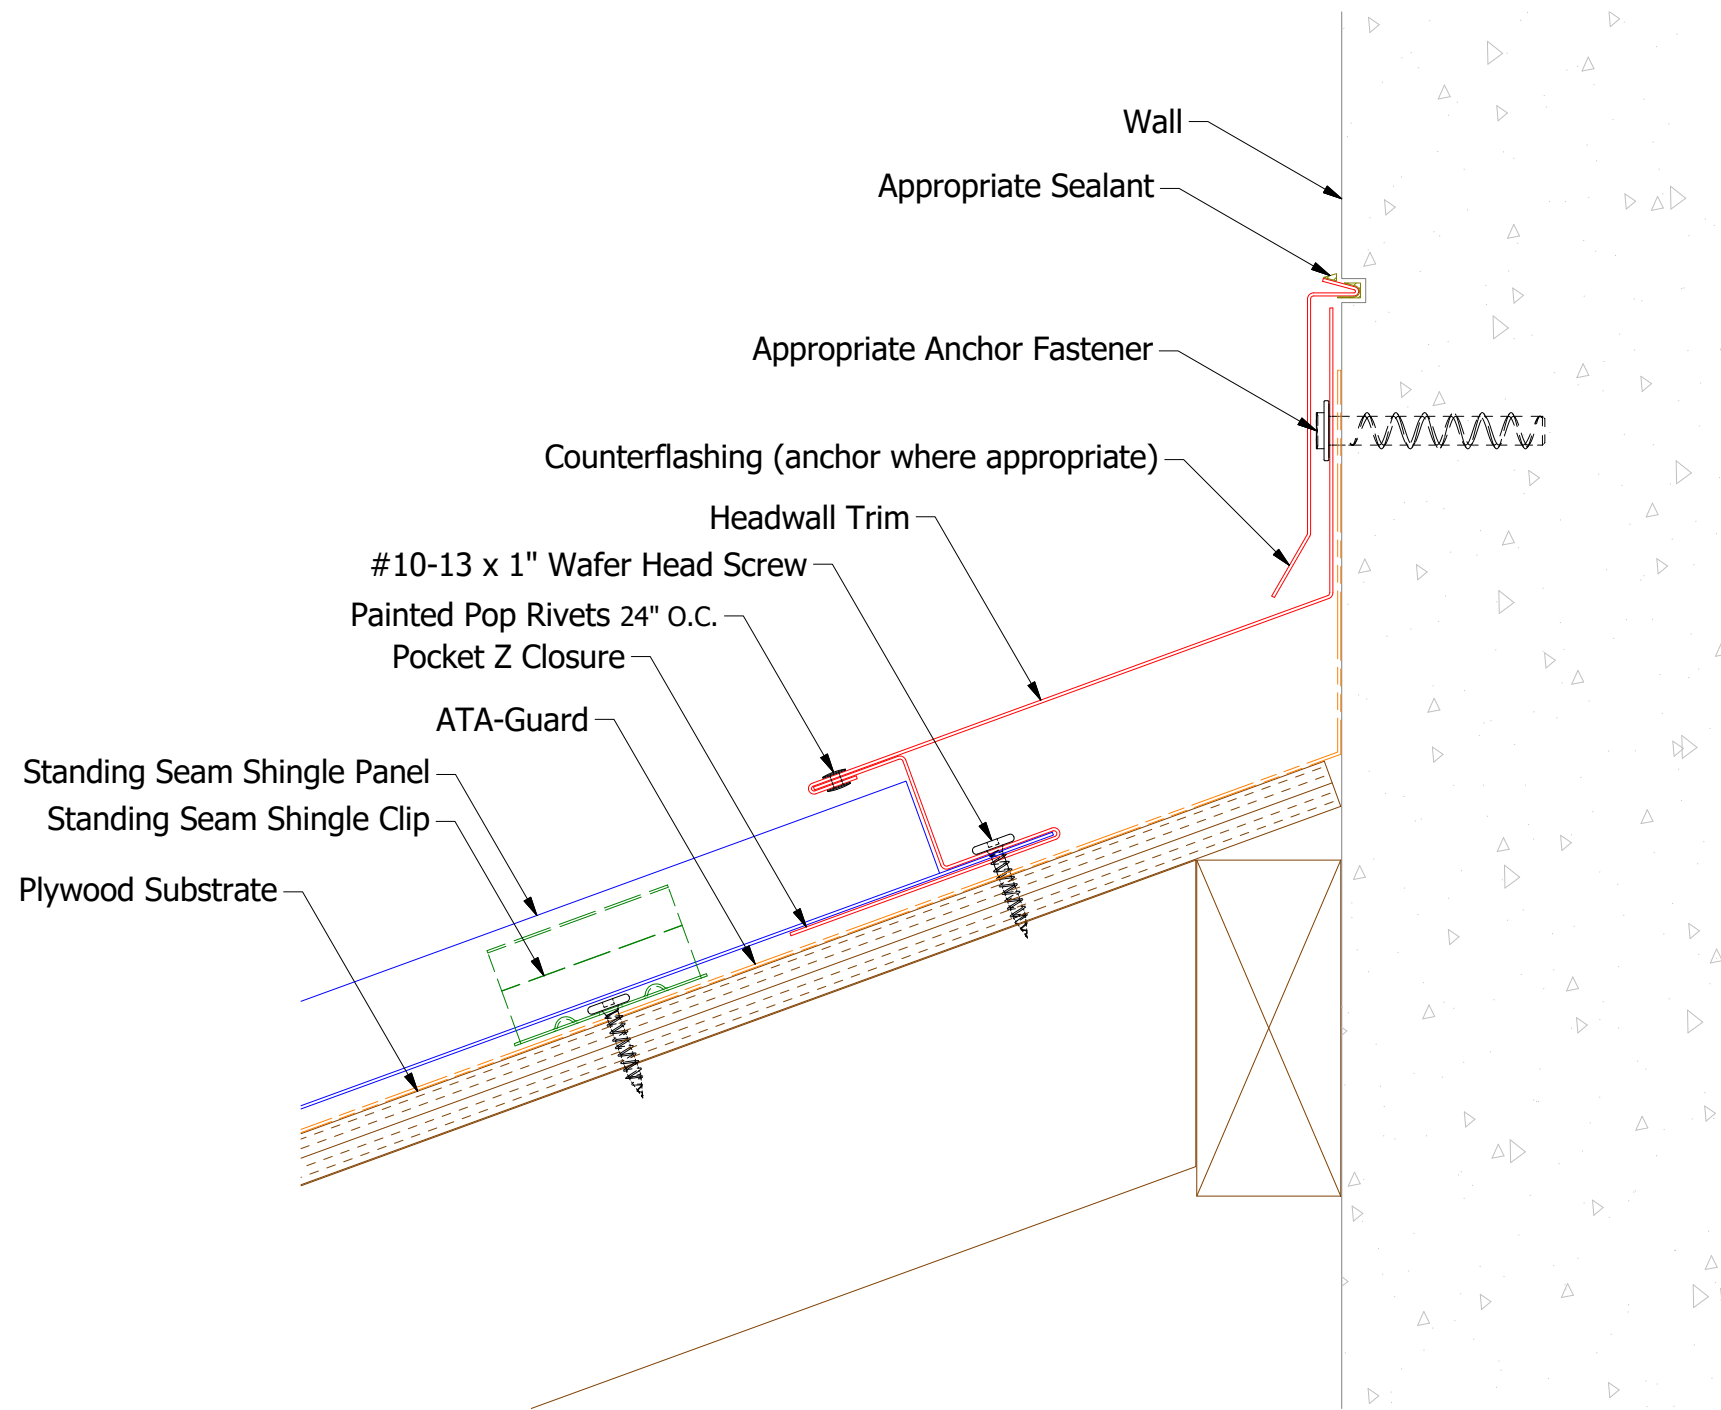 Wall
Appropriate Sealant
Appropriate Anchor Fastener
Counterflashing (anchor where appropriate)
Headwall Trim
#10-13 x 1" Wafer Head Screw
Painted Pop Rivets 24" O.C.
Pocket Z Closure
ATA-Guard
Standing Seam Shingle Panel
Standing Seam Shingle Clip
Plywood Substrate